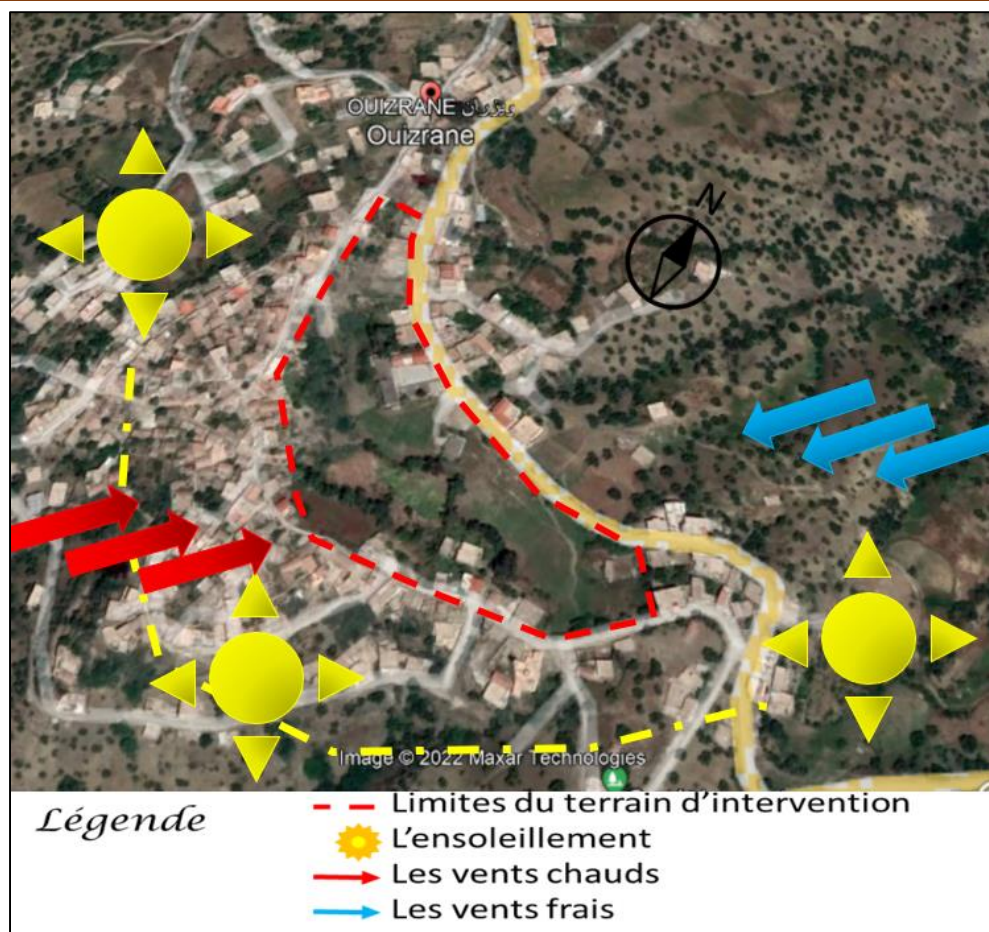 OUIZRANE ويزران
Ouizrane
N
Image © 2022 Maxar Technologies
Légende
Limites du terrain d'intervention
L'ensoleillement
Les vents chauds
Les vents frais